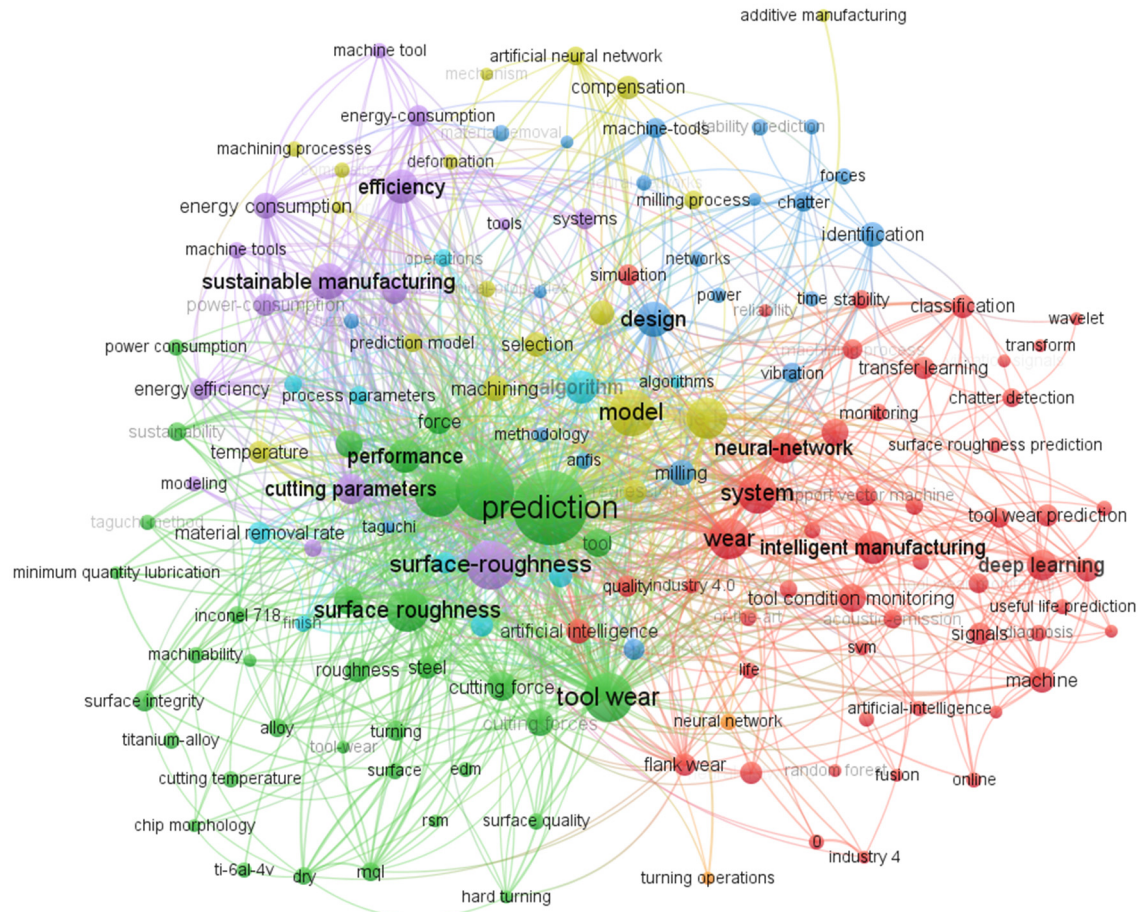 additive manufacturing
machine tool
artificial neural network
mechanism
compensation
energy-consumption
material-removal
machine-tools
stability prediction
machining processes
deformation
forces
efficiency
milling process
chatter
energy consumption
tools
systems
identification
machine tools
operations
networks
simulation
sustainable manufacturing
power
time
stability
classification
power-consumption
reliability
wavelet
design
power consumption
prediction model
selection
transform
transfer learning
vibration
energy efficiency
process parameters
machining
algorithm
algorithms
chatter detection
model
monitoring
force
sustainability
methodology
neural-network
surface roughness prediction
temperature
performance
anfis
milling
modeling
cutting parameters
system
support vector machine
prediction
taguchi method
taguchi
tool wear prediction
material removal rate
tool
wear
intelligent manufacturing
minimum quantity lubrication
surface-roughness
deep learning
quality
industry 4.0
tool condition monitoring
useful life prediction
inconel 718
finish
surface roughness
of-the-art
acoustic-emission
artificial intelligence
signals
diagnosis
machinability
svm
roughness
steel
life
machine
surface integrity
cutting force
tool wear
artificial-intelligence
alloy
turning
cutting forces
neural network
titanium-alloy
tool-wear
flank wear
cutting temperature
surface
edm
random forest
fusion
online
chip morphology
rsm
surface quality
0
industry 4
ti-6al-4v
dry
mql
turning operations
hard turning